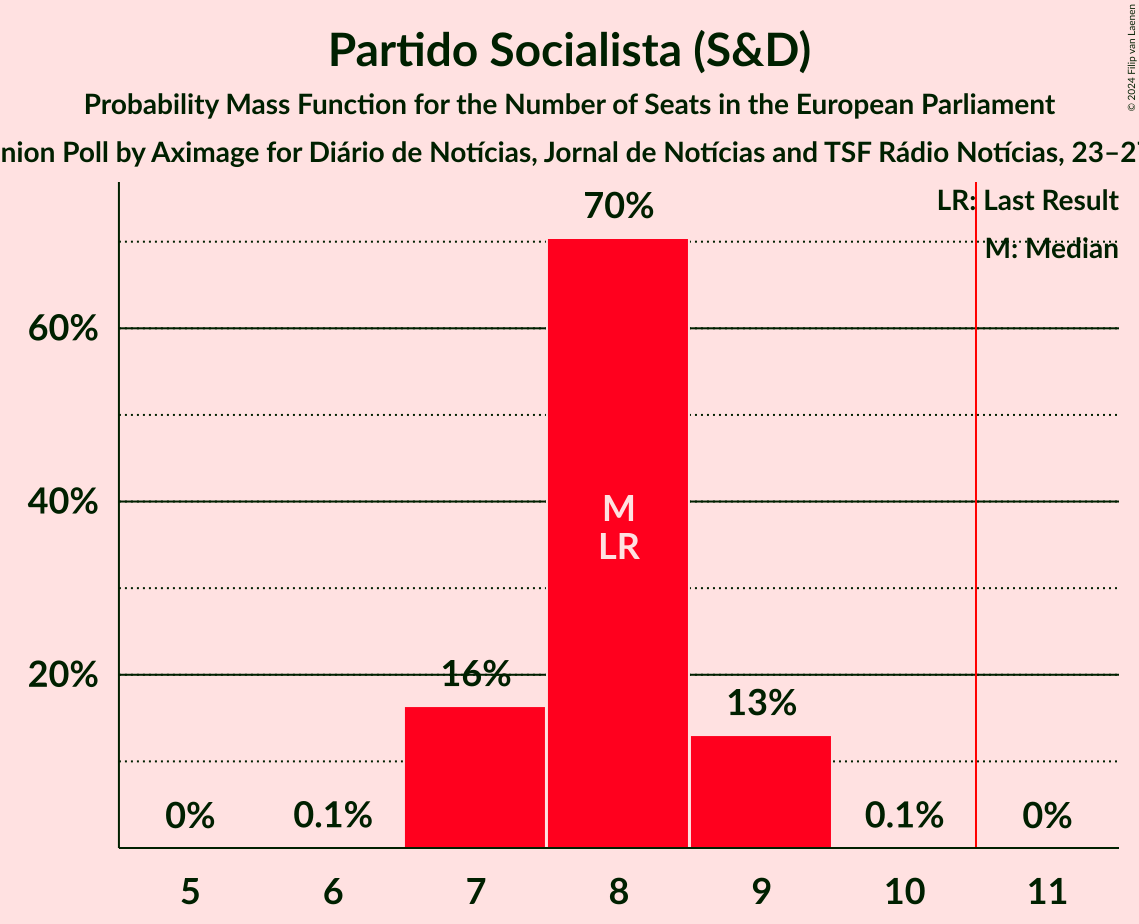 Partido Socialista (S&D)
Probability Mass Function for the Number of Seats in the European Parliament
nion Poll by Aximage for Diário de Notícias, Jornal de Notícias and TSF Rádio Notícias, 23–27
© 2024 Filip van Laenen
LR: Last Result
M: Median
70%
60%
40%
20%
M
LR
16%
13%
0%
0.1%
0.1%
0%
5
6
7
8
9
10
11